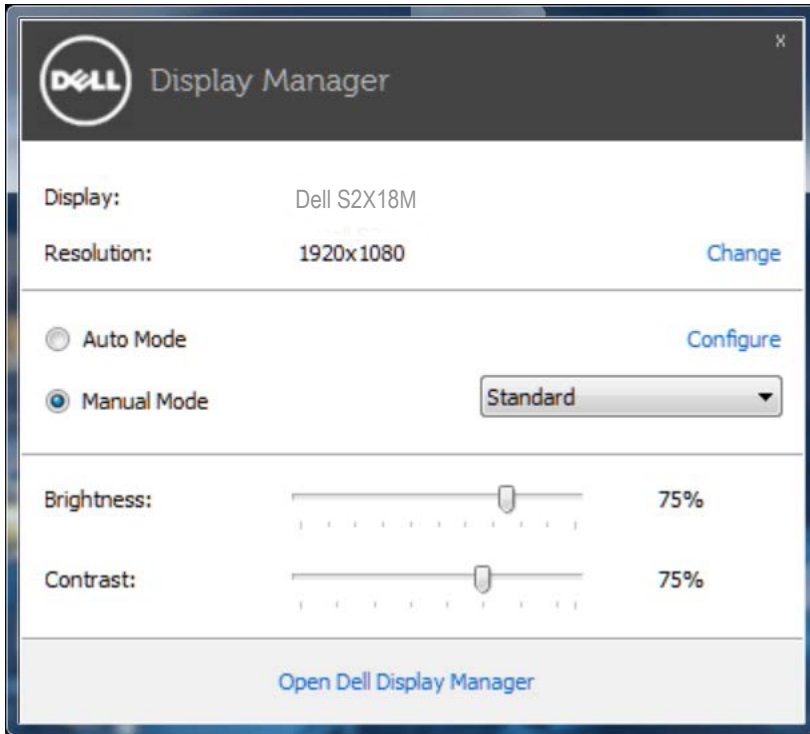 DELL Display Manager x
Display: Dell S2X18M
Resolution: 1920x1080 Change
Auto Mode Configure
Manual Mode Standard
Brightness: 75%
Contrast: 75%
Open Dell Display Manager